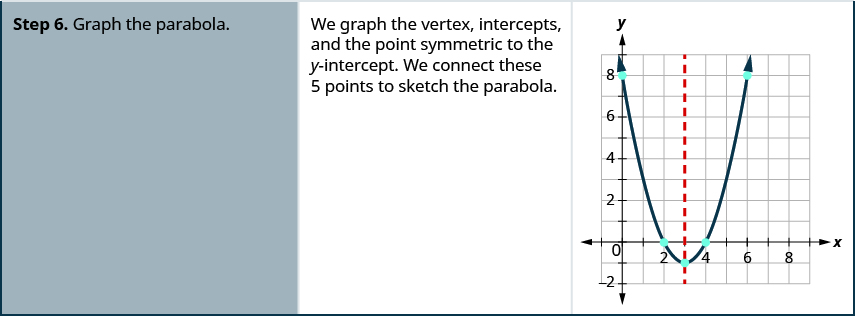 Step 6. Graph the parabola.
We graph the vertex, intercepts,
and the point symmetric to the
y-intercept. We connect these
5 points to sketch the parabola.
y
8
6
4
2
0
2 4 6 8
x
−2